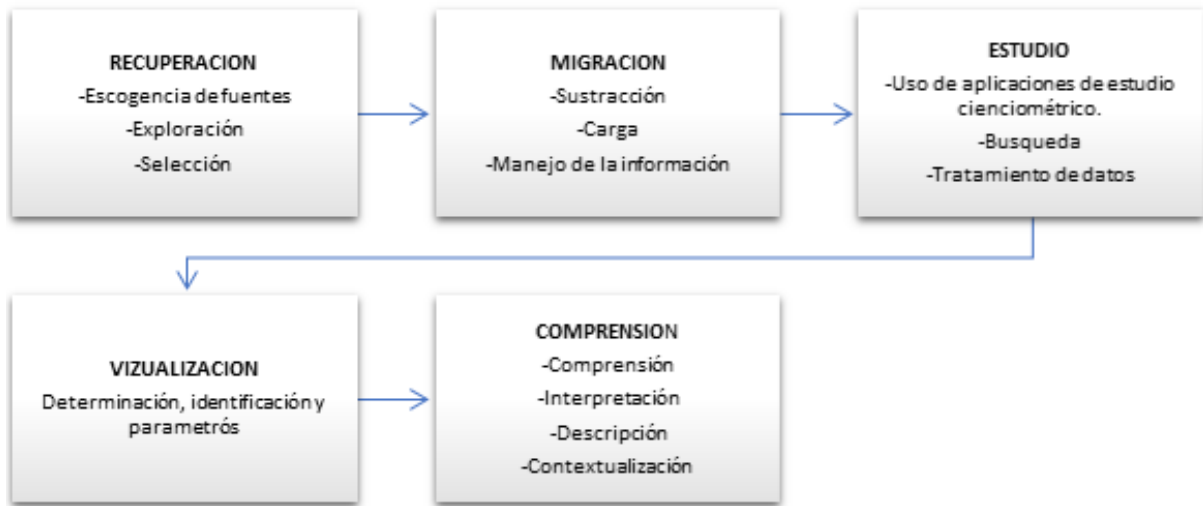 RECUPERACION
-Escogencia de fuentes
-Exploración
-Selección
MIGRACION
-Sustracción
-Carga
-Manejo de la información
ESTUDIO
-Uso de aplicaciones de estudio
cienciométrico.
-Busqueda
-Tratamiento de datos
VIZUALIZACION
Determinación, identificación y
parametrós
COMPRENSION
-Comprensión
-Interpretación
-Descripción
-Contextualización